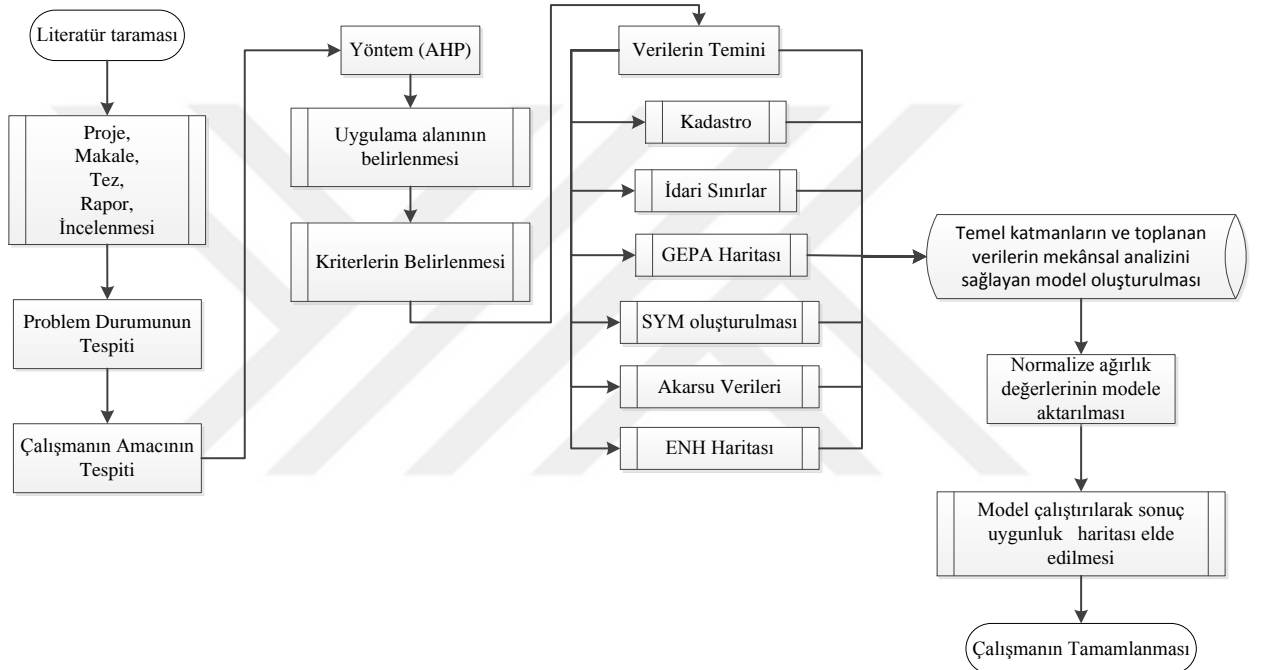 Literatür taraması
Proje,
Makale,
Tez,
Rapor,
İncelenmesi
Problem Durumunun
Tespiti
Çalışmanın Amacının
Tespiti
Yöntem (AHP)
Uygulama alanının
belirlenmesi
Kriterlerin Belirlenmesi
Verilerin Temini
Kadastro
İdari Sınırlar
GEPA Haritası
SYM oluşturulması
Akarsu Verileri
ENH Haritası
Temel katmanların ve toplanan
verilerin mekânsal analizini
sağlayan model oluşturulması
Normalize ağırlık
değerlerinin modele
aktarılması
Model çalıştırılarak sonuç
uygunluk haritası elde
edilmesi
Çalışmanın Tamamlanması